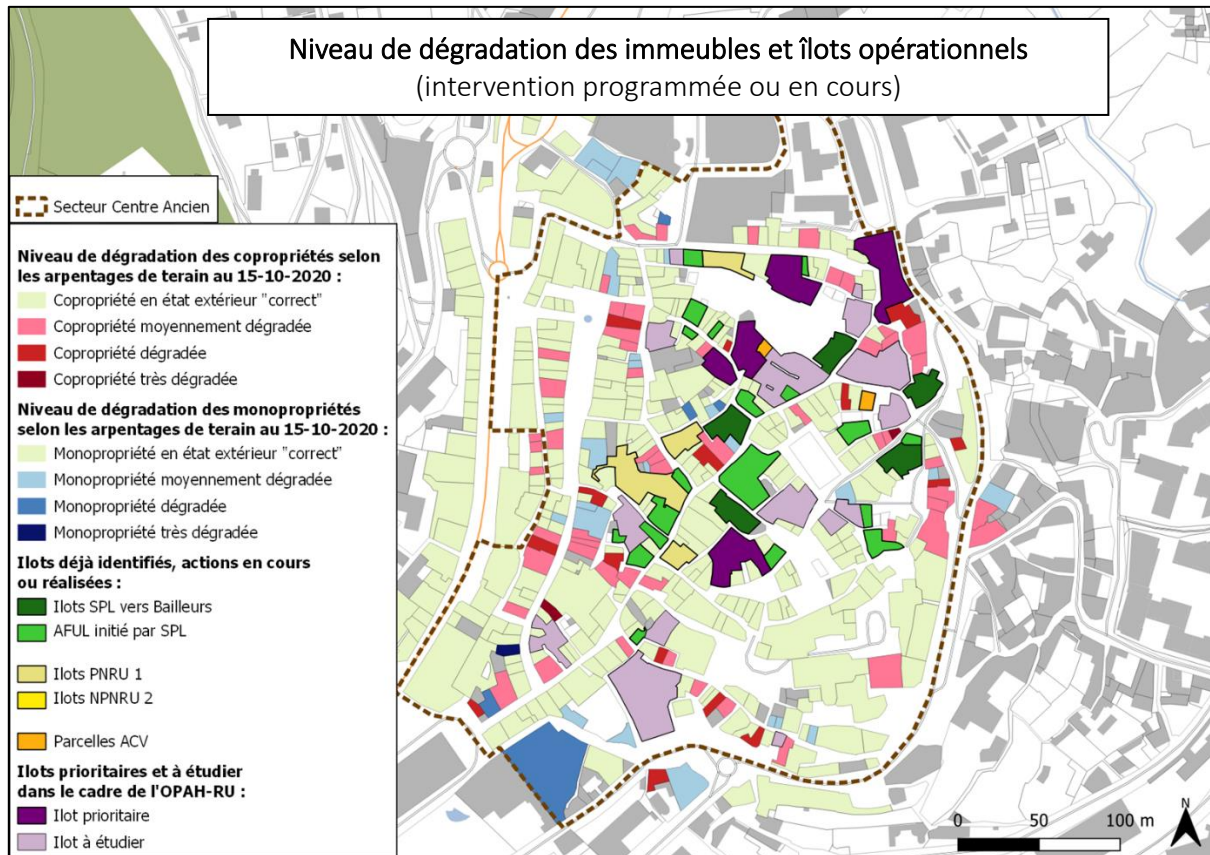 Niveau de dégradation des immeubles et îlots opérationnels
(intervention programmée ou en cours)
Secteur Centre Ancien
Niveau de dégradation des copropriétés selon
les arpentages de terain au 15-10-2020 :
Copropriété en état extérieur "correct"
Copropriété moyennement dégradée
Copropriété dégradée
Copropriété très dégradée
Niveau de dégradation des monopropriétés
selon les arpentages de terrain au 15-10-2020 :
Monopropriété en état extérieur "correct"
Monopropriété moyennement dégradée
Monopropriété dégradée
Monopropriété très dégradée
Ilots déjà identifiés, actions en cours
ou réalisées :
Ilots SPL vers Bailleurs
AFUL initié par SPL
Ilots PNRU 1
Ilots NPNRU 2
Parcelles ACV
Ilots prioritaires et à étudier
dans le cadre de l'OPAH-RU :
Ilot prioritaire
Ilot à étudier
0 50 100 m
N